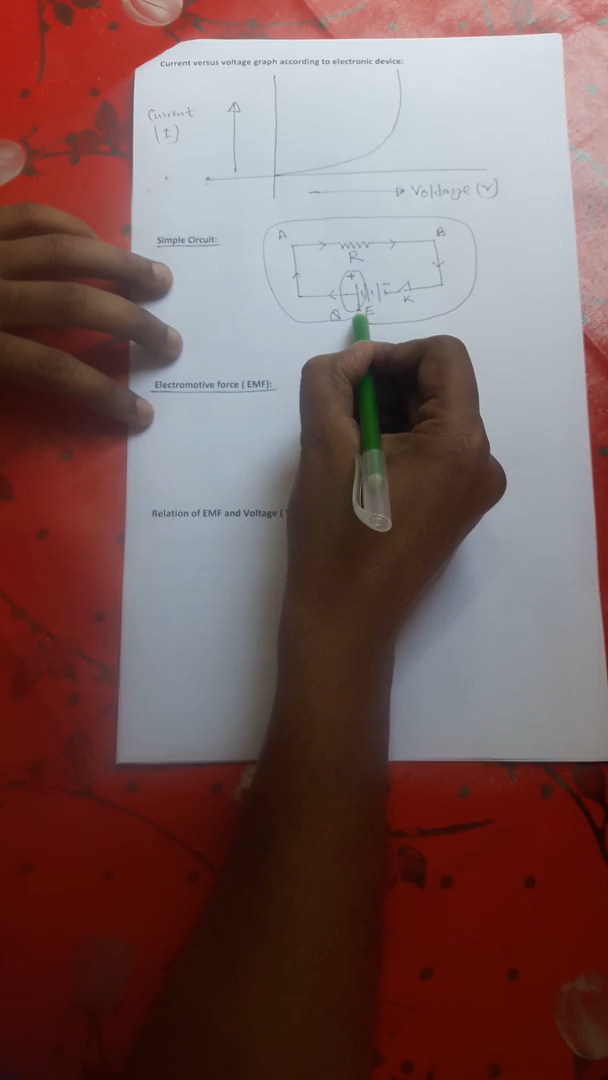 Current versus voltage graph according to electronic device:
Current
(I)
Voldage (V)
Simple Circuit:
A
B
R
+
-
K
Q
E
Electromotive force ( EMF):
Relation of EMF and Voltage (